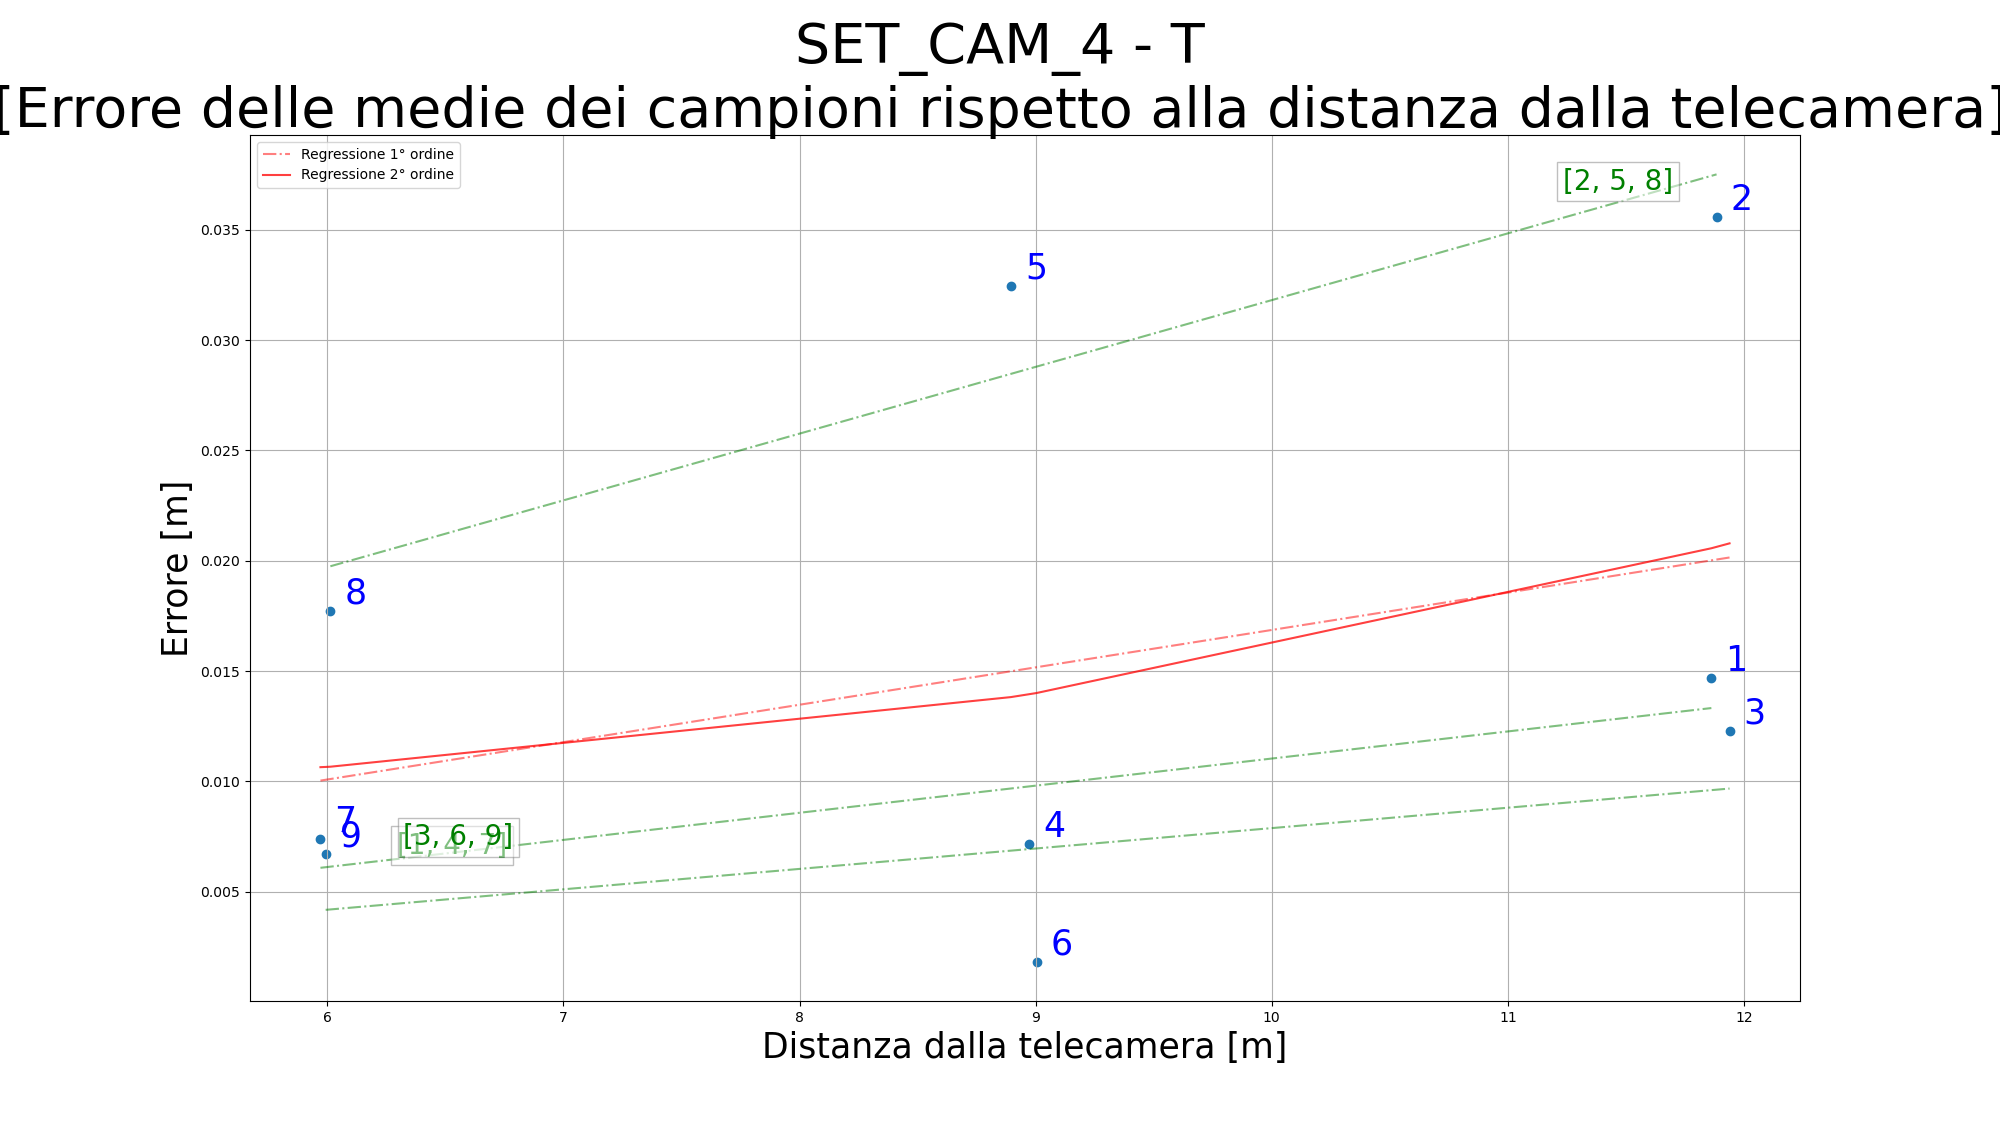 SET_CAM_4 - T
[Errore delle medie dei campioni rispetto alla distanza dalla telecamera]
Regressione 1° ordine
Regressione 2° ordine
[2, 5, 8]
2
0.035
5
0.030
0.025
Errore [m]
0.020
8
0.015
1
3
0.010
7
9
[3, 6, 9]
[1, 4, 7]
4
0.005
6
6
7
8
9
10
11
12
Distanza dalla telecamera [m]